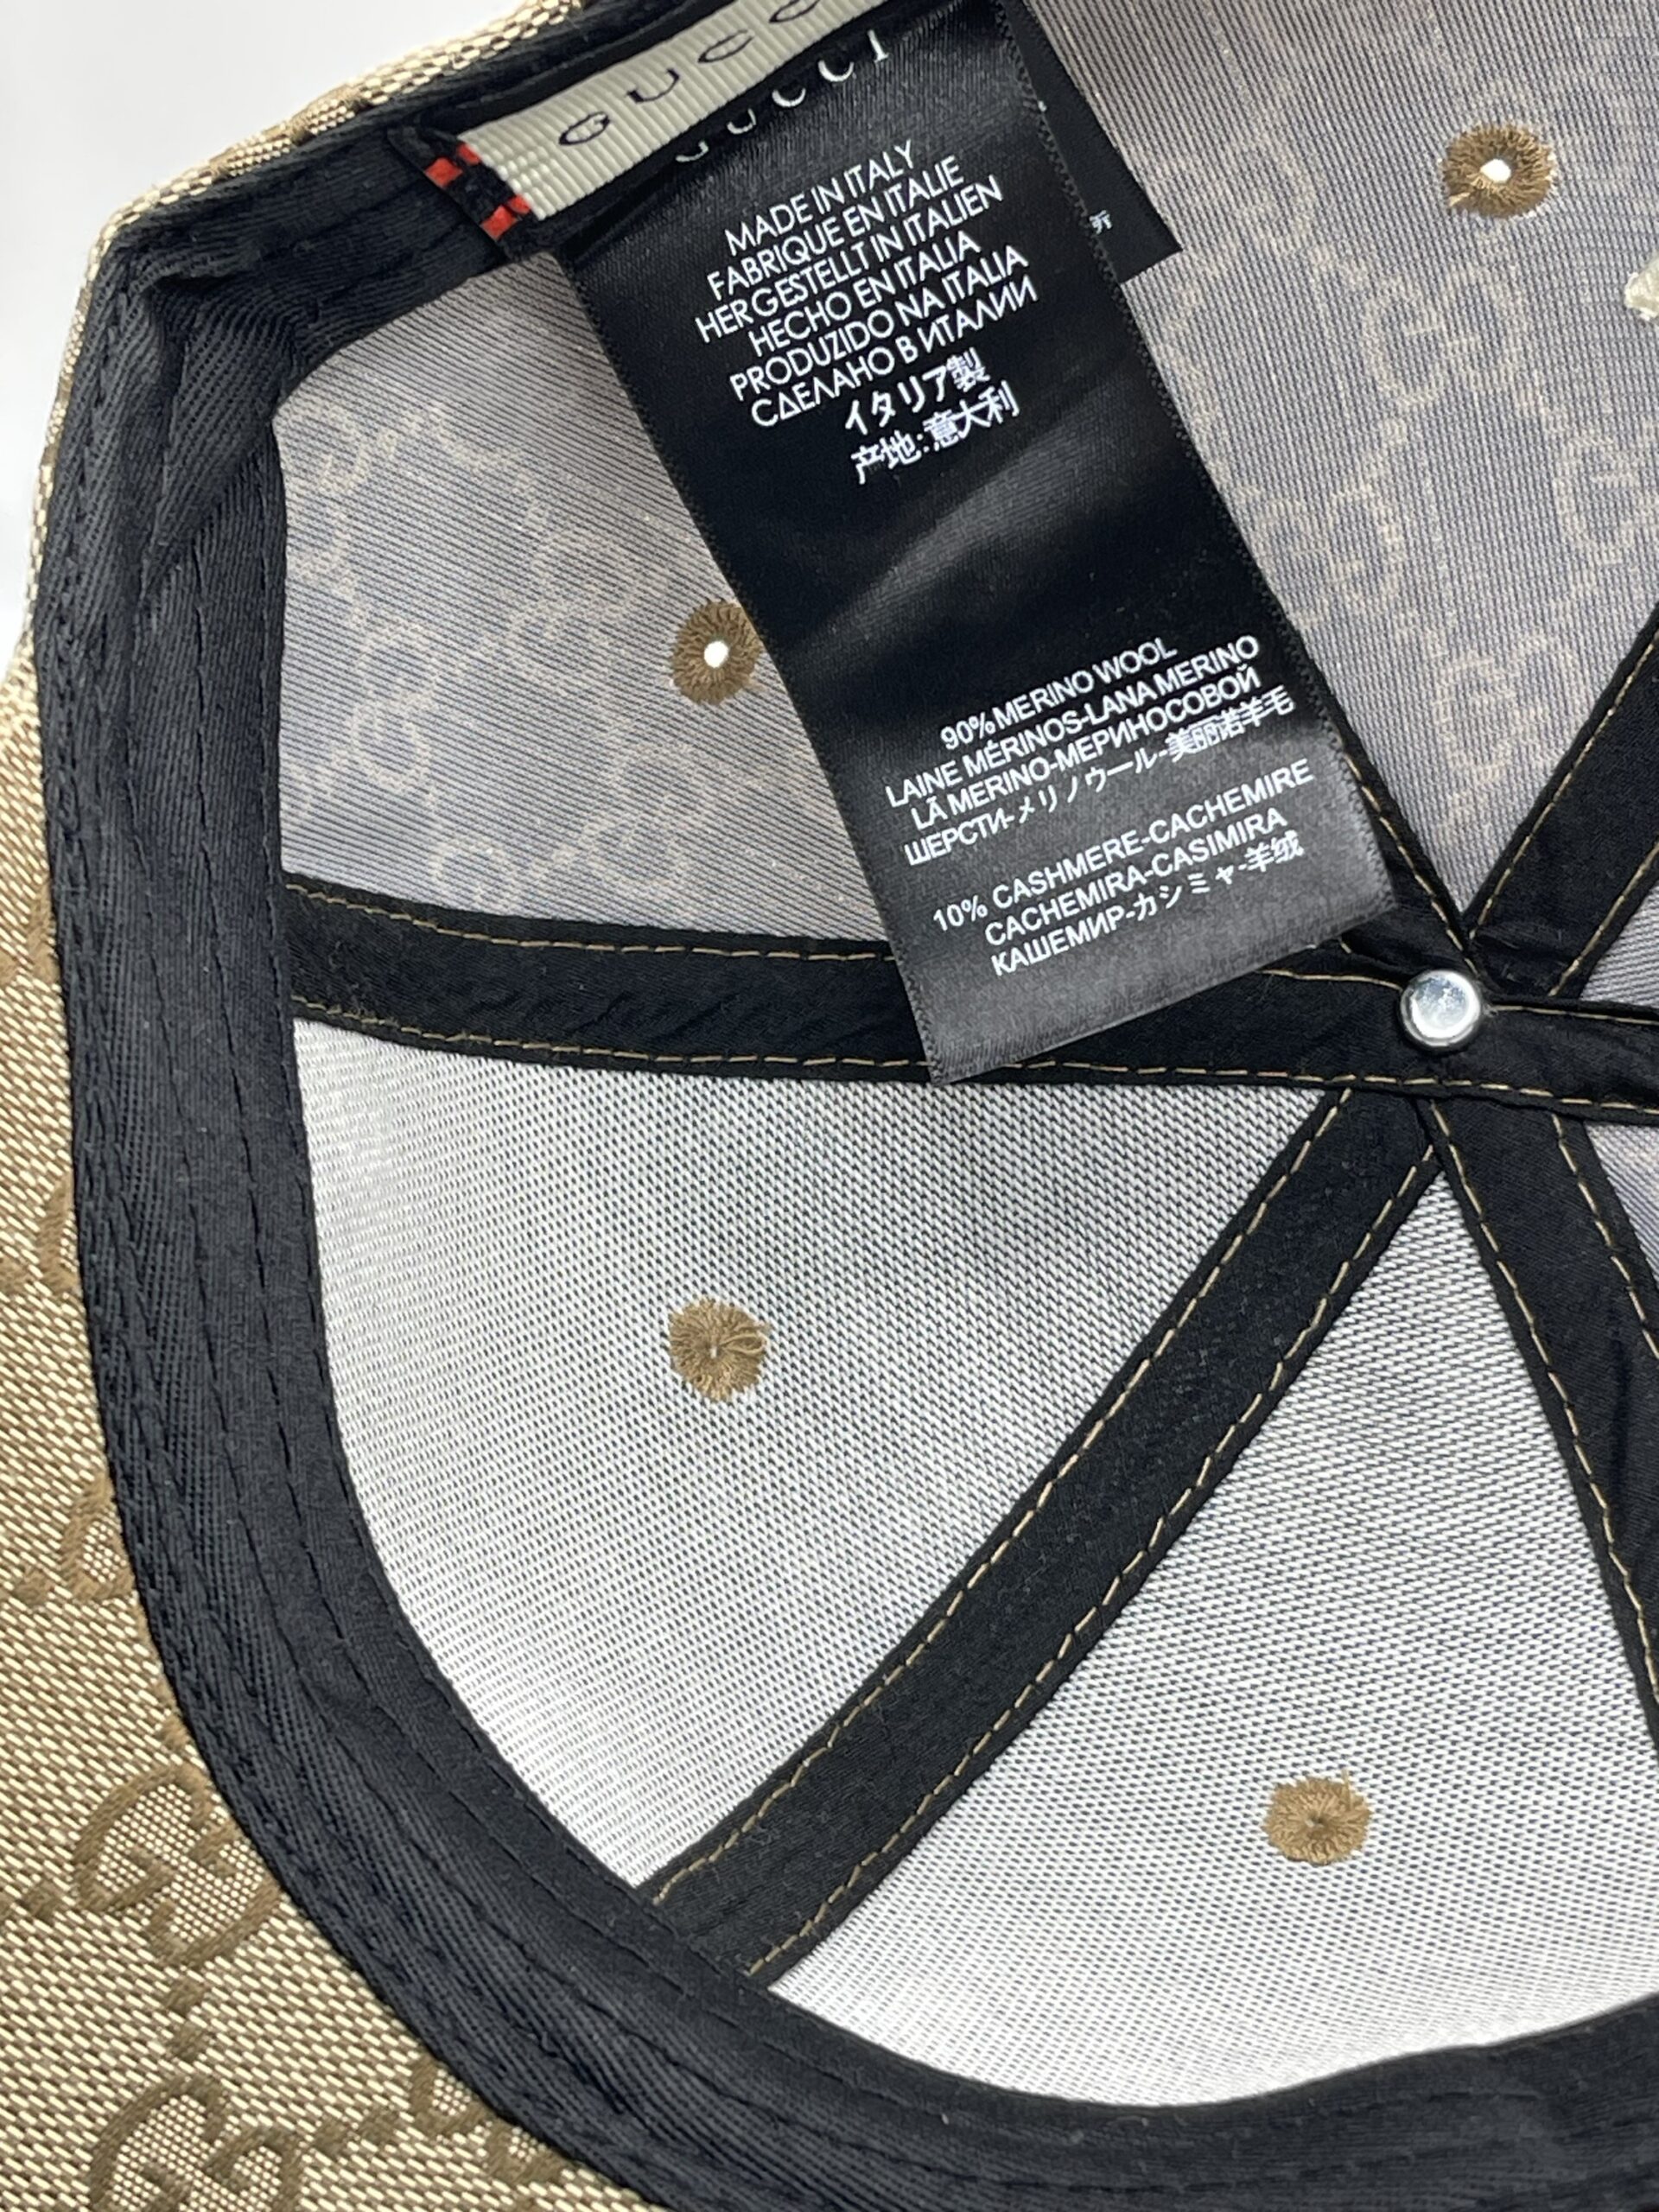 GUCC
GUCCI
MADE IN ITALY
FABRIQUE EN ITALIE
HERGESTELLT IN ITALIEN
HECHO EN ITALIA
PRODUZIDO NA ITALIA
СДЕЛАНО В ИТАЛИИ
イタリア製
产地:意大利
90% MERINO WOOL
LAINE MÉRINOS-LANA MERINO
LÃ MERINO-МЕРИНОСОВОЙ
ШЕРСТИ-メリノウール-美丽诺羊毛
10% CASHMERE-CACHEMIRE
CACHEMIRA-CASIMIRA
КАШЕМИР-カシミャ-羊绒